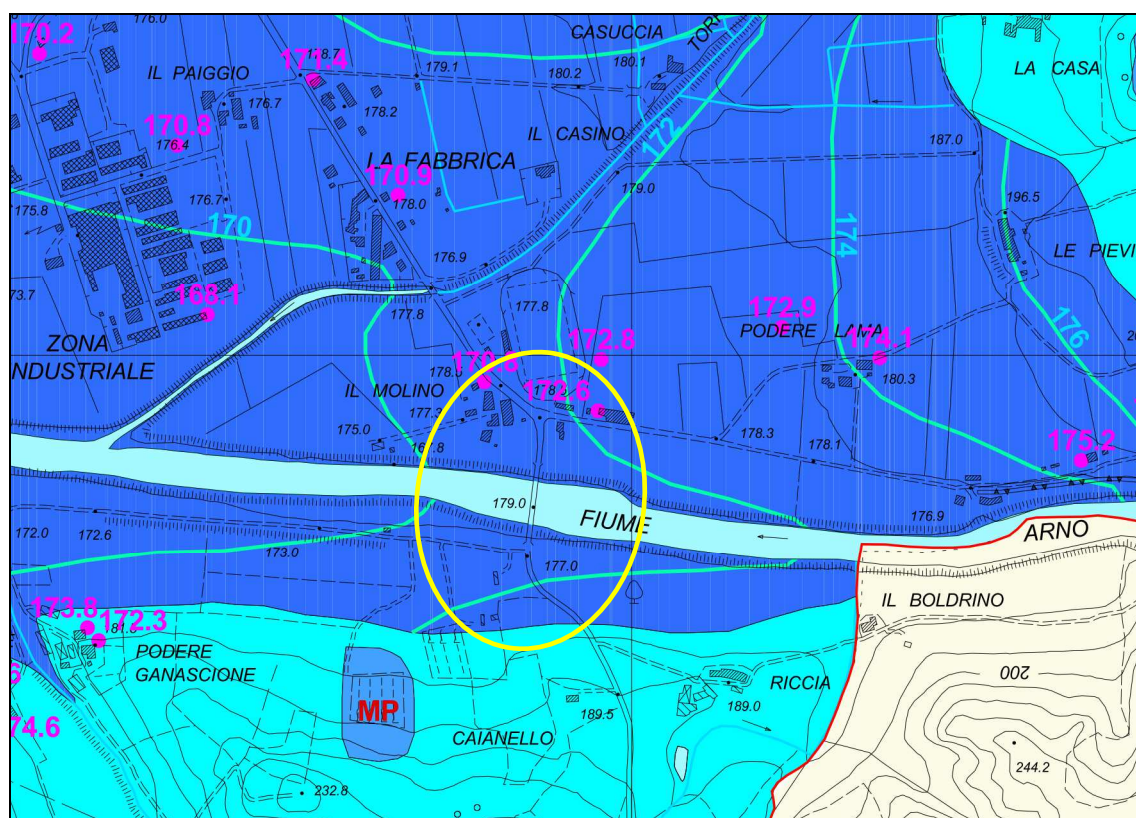 176.0
170.2
178.7
171.4
CASUCCIA
IL PAIGGIO
179.1
180.2
180.1
LA CASA
176.7
178.2
170.8
176.4
IL CASINO
172
187.0
LA FABBRICA
170.9
178.0
179.0
176.7
196.5
175.8
170
174
LE PIEVI
176.9
168.1
177.8
177.8
172.9
176
ZONA
INDUSTRIALE
172.8
PODERE LAMA
174.1
IL MOLINO
172.6
180.3
177.3
175.0
178.3
178.1
175.2
179.0
FIUME
176.9
ARNO
172.0
172.6
173.0
177.0
IL BOLDRINO
173.8
172.3
PODERE
GANASCIONE
RICCIA
200
MP
189.5
189.0
74.6
CAIANELLO
244.2
232.8